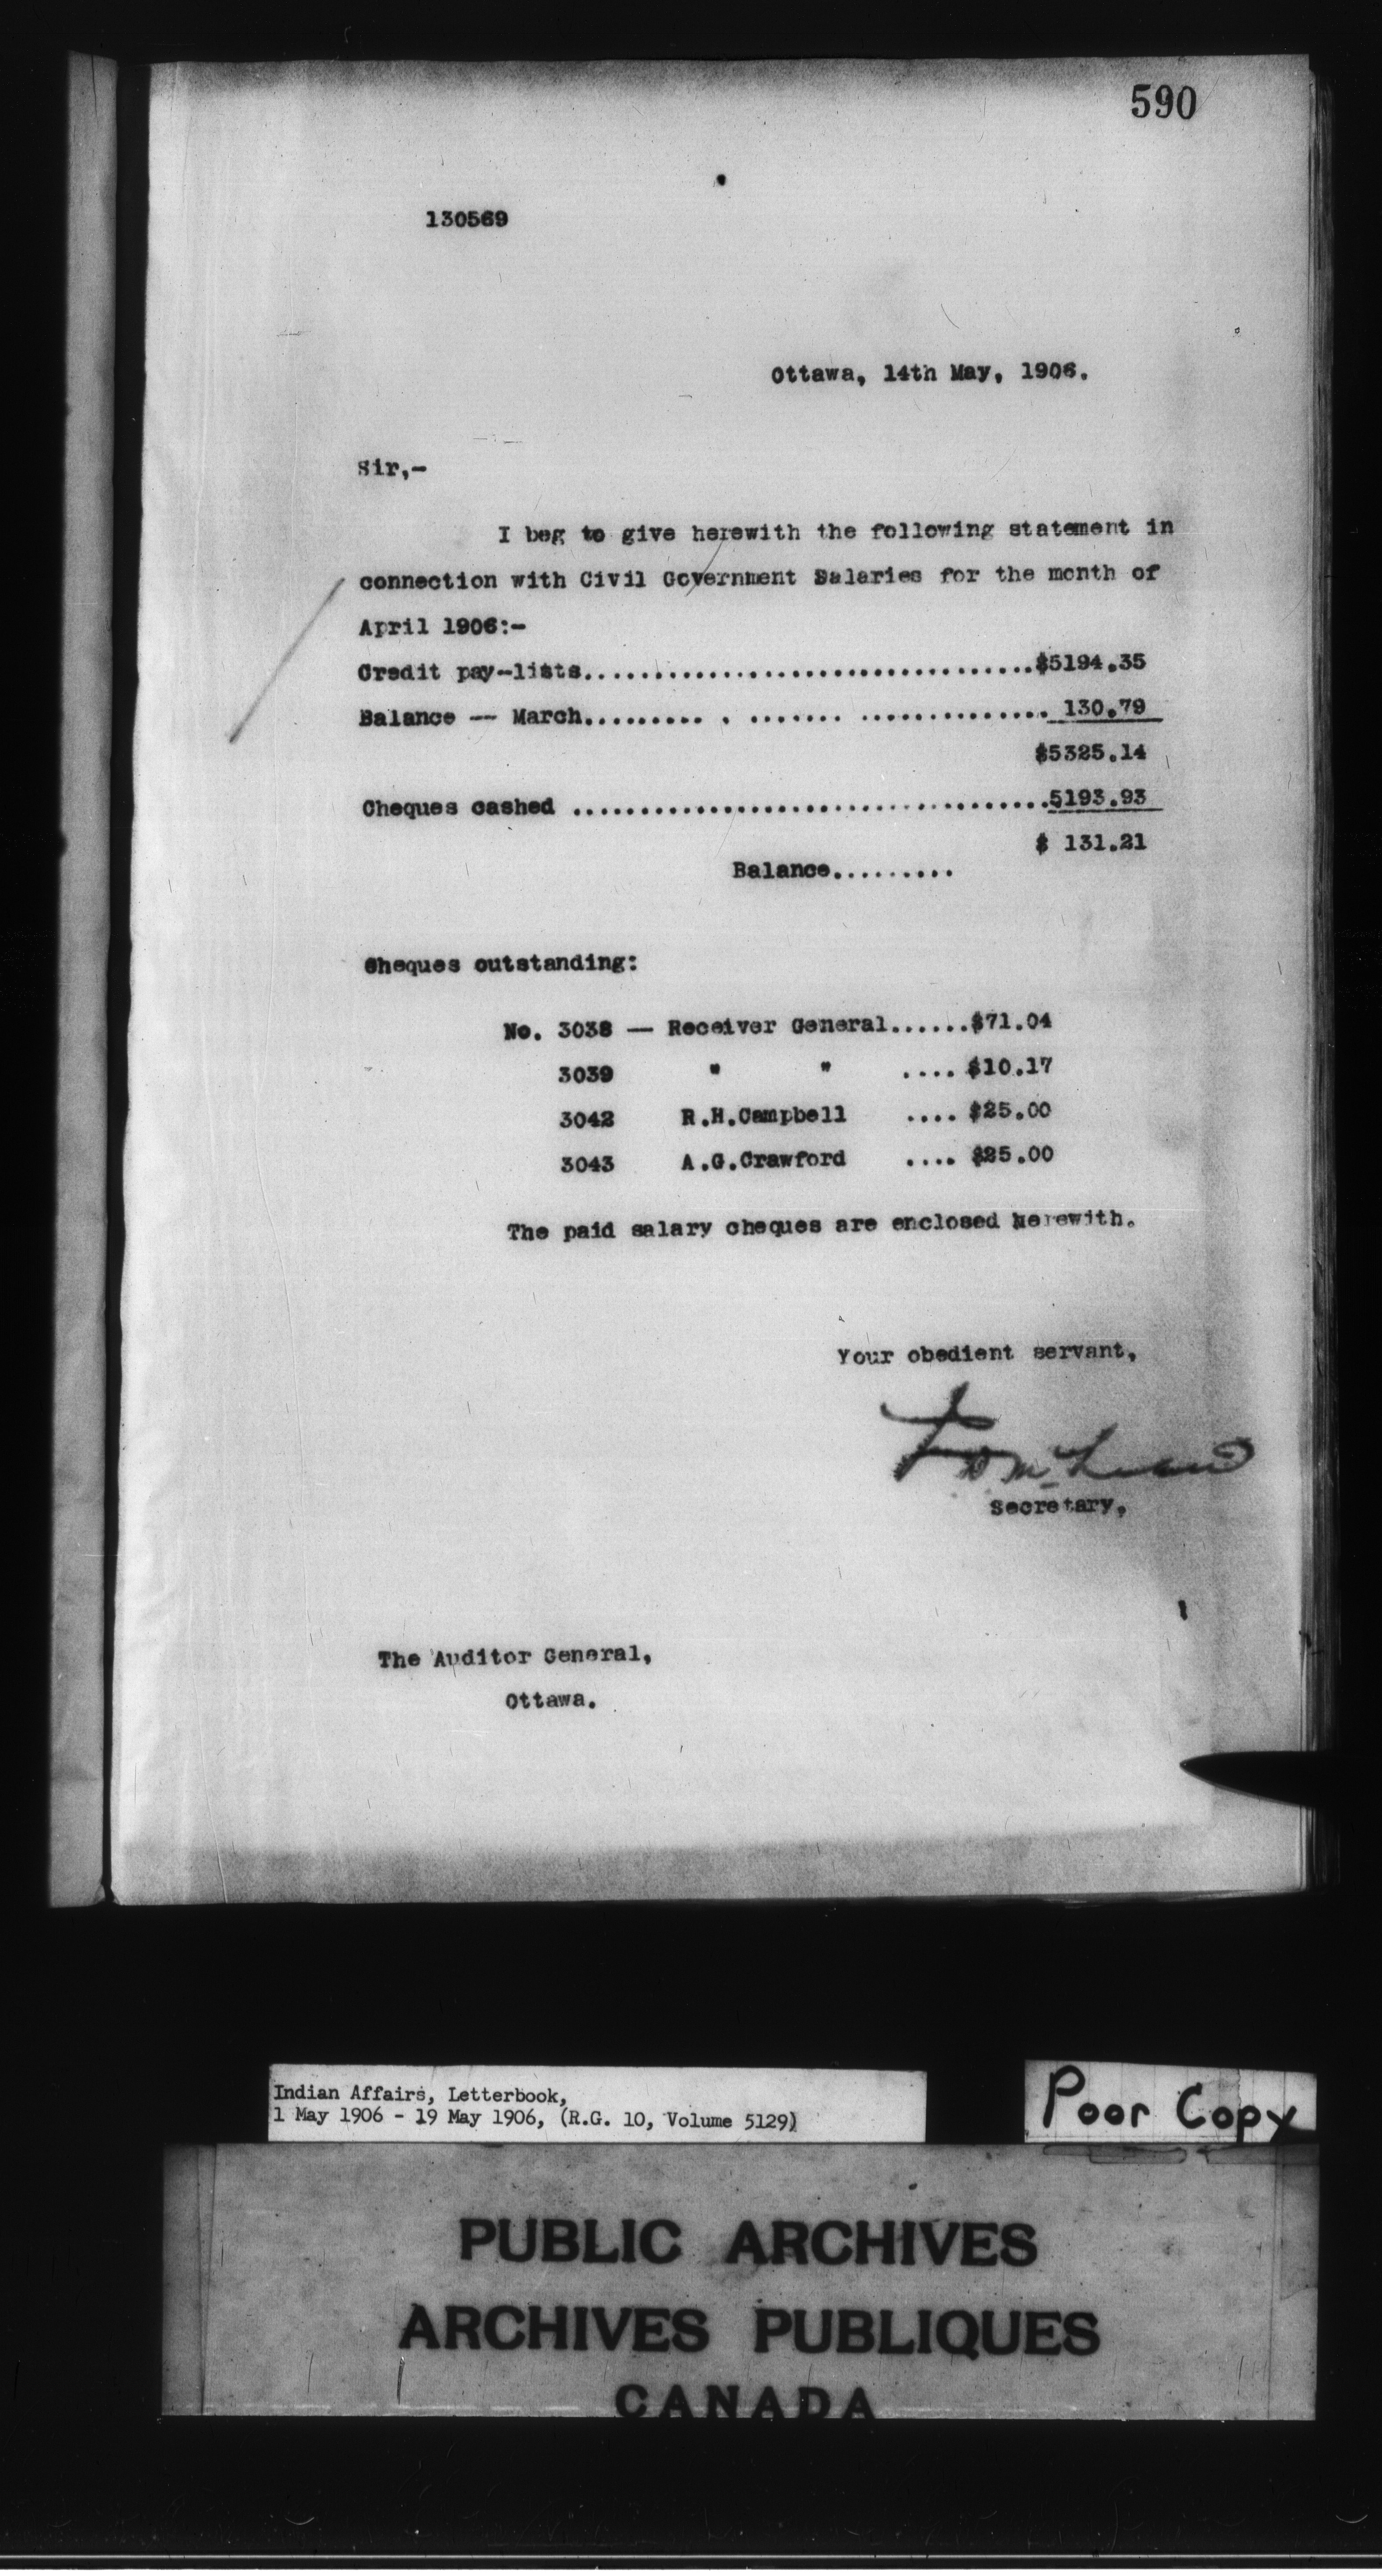 590
130569
Ottawa, 14th May, 1906.
Sir,-
I beg to give herewith the following statement in
connection with Civil Government Salaries for the month of
April 1906:-
Credit pay-lists..................................$5194.35
Balance -- March......... . ....... ............... 130.79
$5325.14
Cheques cashed ....................................5193.93
$ 131.21
Balance.........
Cheques outstanding:
No. 3038 -- Receiver General......$71.04
3039 " " .... $10.17
3042 R.H.Campbell .... $25.00
3043 A.G.Crawford .... $25.00
The paid salary cheques are enclosed herewith.
Your obedient servant,
Secretary,
The Auditor General,
Ottawa.
Indian Affairs, Letterbook,
1 May 1906 - 19 May 1906, (R.G. 10, Volume 5129)
Poor Copy
PUBLIC ARCHIVES
ARCHIVES PUBLIQUES
CANADA